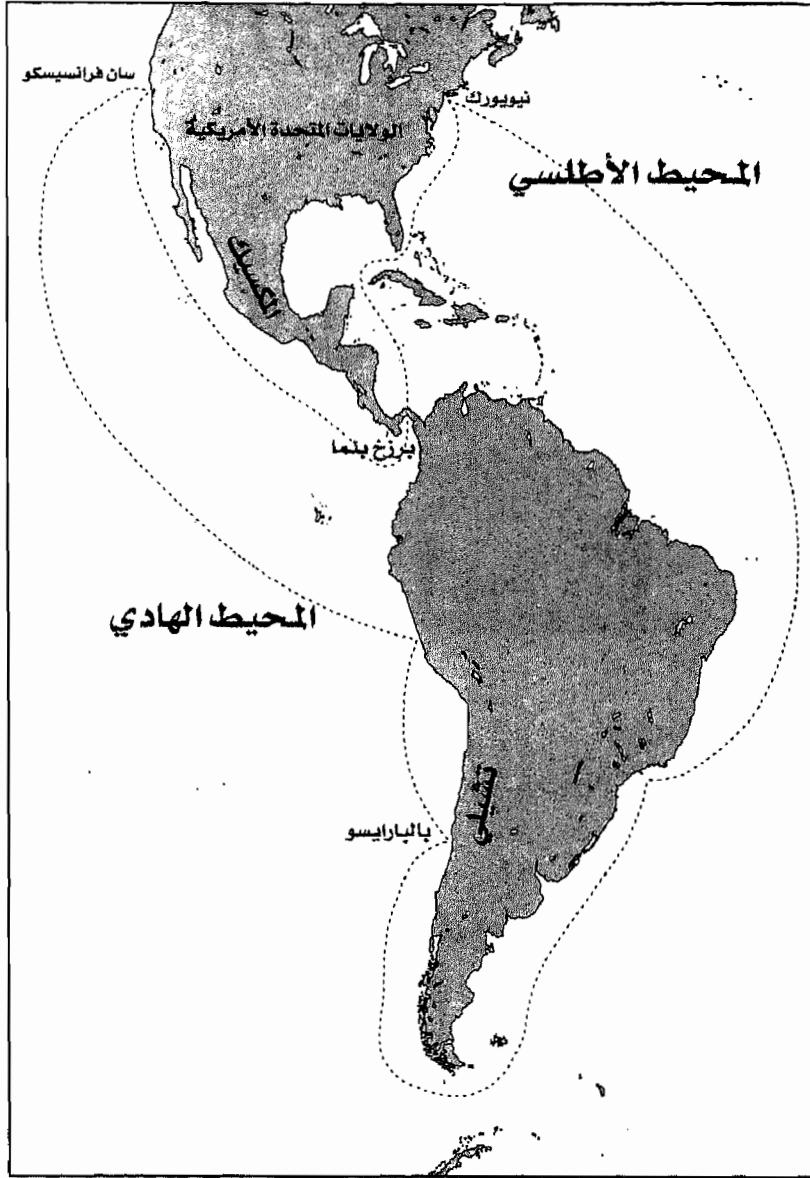 سان فرانسيسكو
نيويورك
الولايات المتحدة الأمريكية
المحيط الأطلسي
المكسيك
برزخ بنما
المحيط الهادي
تشيلي
بالبارايسو